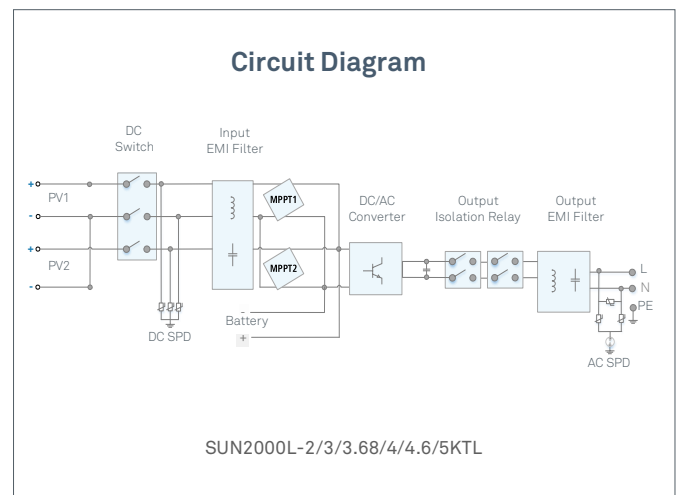 Circuit Diagram
DC
Switch
Input
EMI Filter
DC/AC
Converter
Output
Isolation Relay
Output
EMI Filter
+
PV1
-
+
PV2
-
MPPT1
MPPT2
-
Battery
+
DC SPD
L
N
PE
AC SPD
SUN2000L-2/3/3.68/4/4.6/5KTL